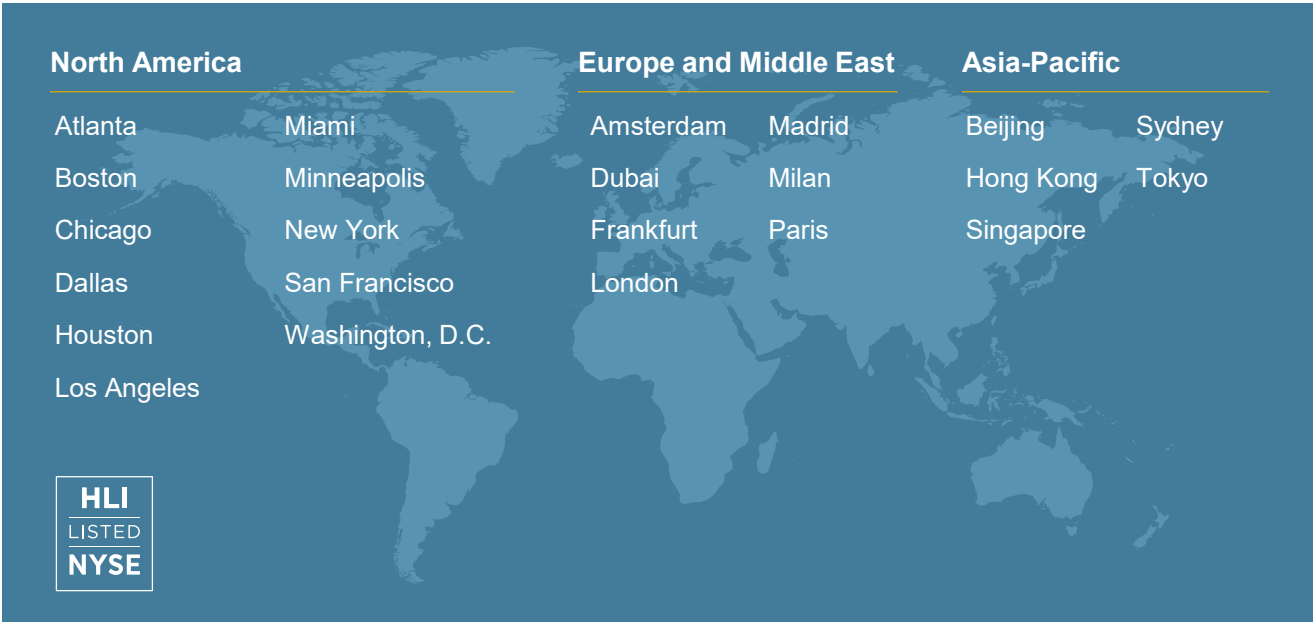 North America
Atlanta
Boston
Chicago
Dallas
Houston
Los Angeles
Miami
Minneapolis
New York
San Francisco
Washington, D.C.
Europe and Middle East
Amsterdam
Dubai
Frankfurt
London
Madrid
Milan
Paris
Asia-Pacific
Beijing
Hong Kong
Singapore
Sydney
Tokyo
HLI
LISTED
NYSE